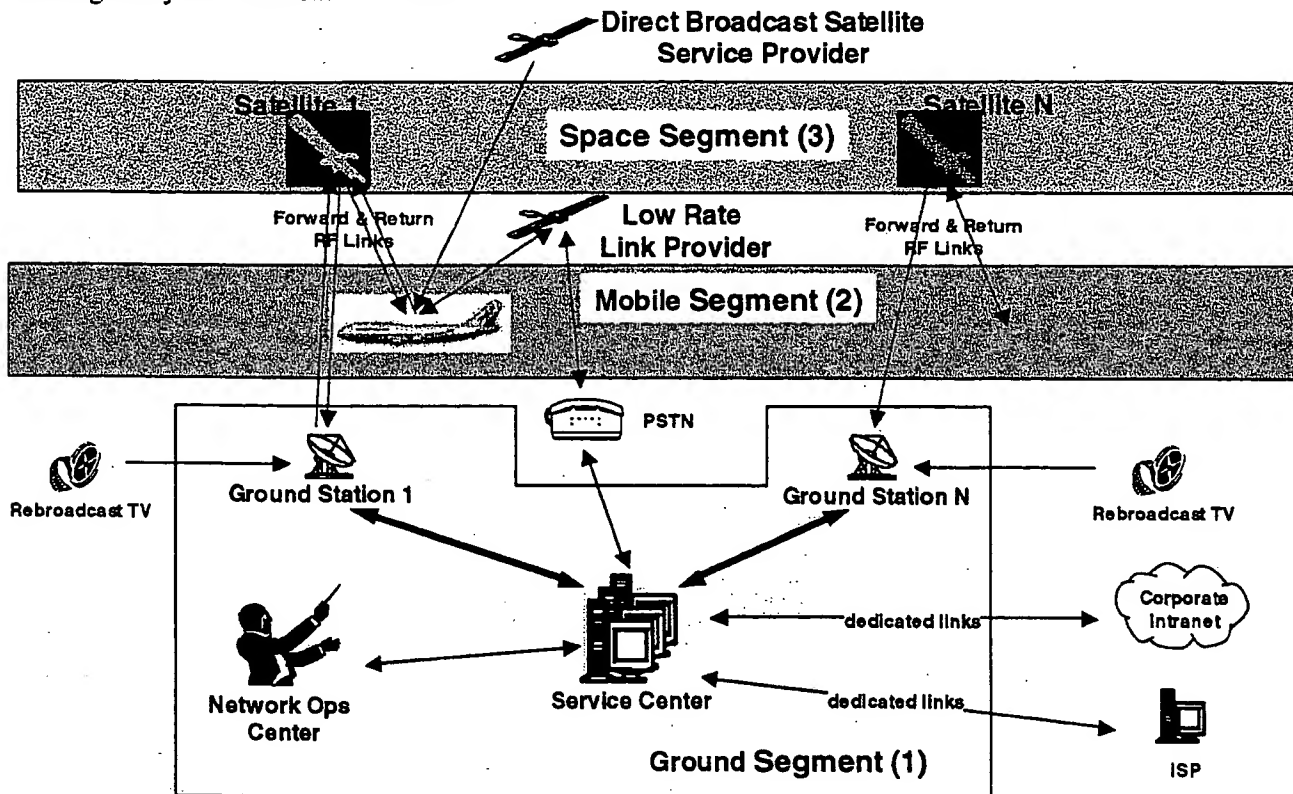 Direct Broadcast Satellite
Service Provider
Satellite 1
Satellite N
Space Segment (3)
Forward & Return
RF Links
Low Rate
Link Provider
Forward & Return
RF Links
Mobile Segment (2)
PSTN
Rebroadcast TV
Ground Station 1
Ground Station N
Rebroadcast TV
Corporate
Intranet
dedicated links
Network Ops
Center
Service Center
dedicated links
Ground Segment (1)
ISP